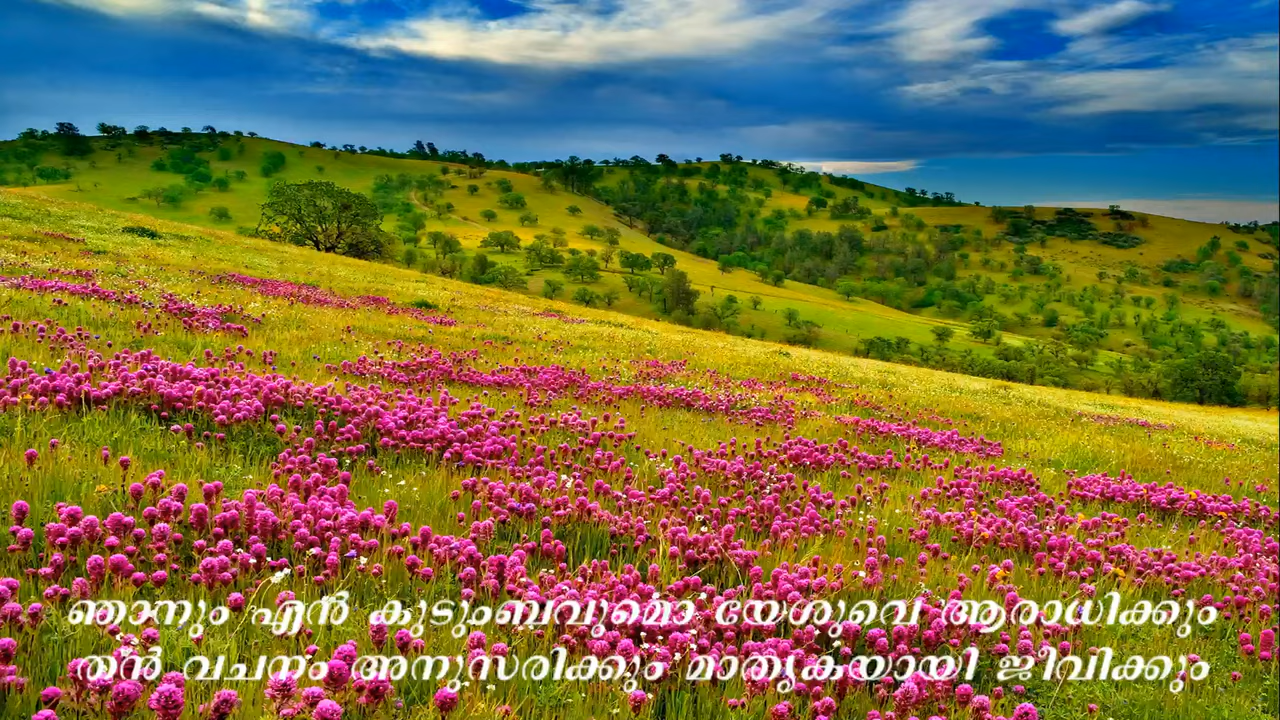 ഞാനും എൻ കുടുംബവുമൊ യേശുവെ ആരാധിക്കും
തൻ വചനം അനുസരിക്കും മാതൃകയായി ജീവിക്കും